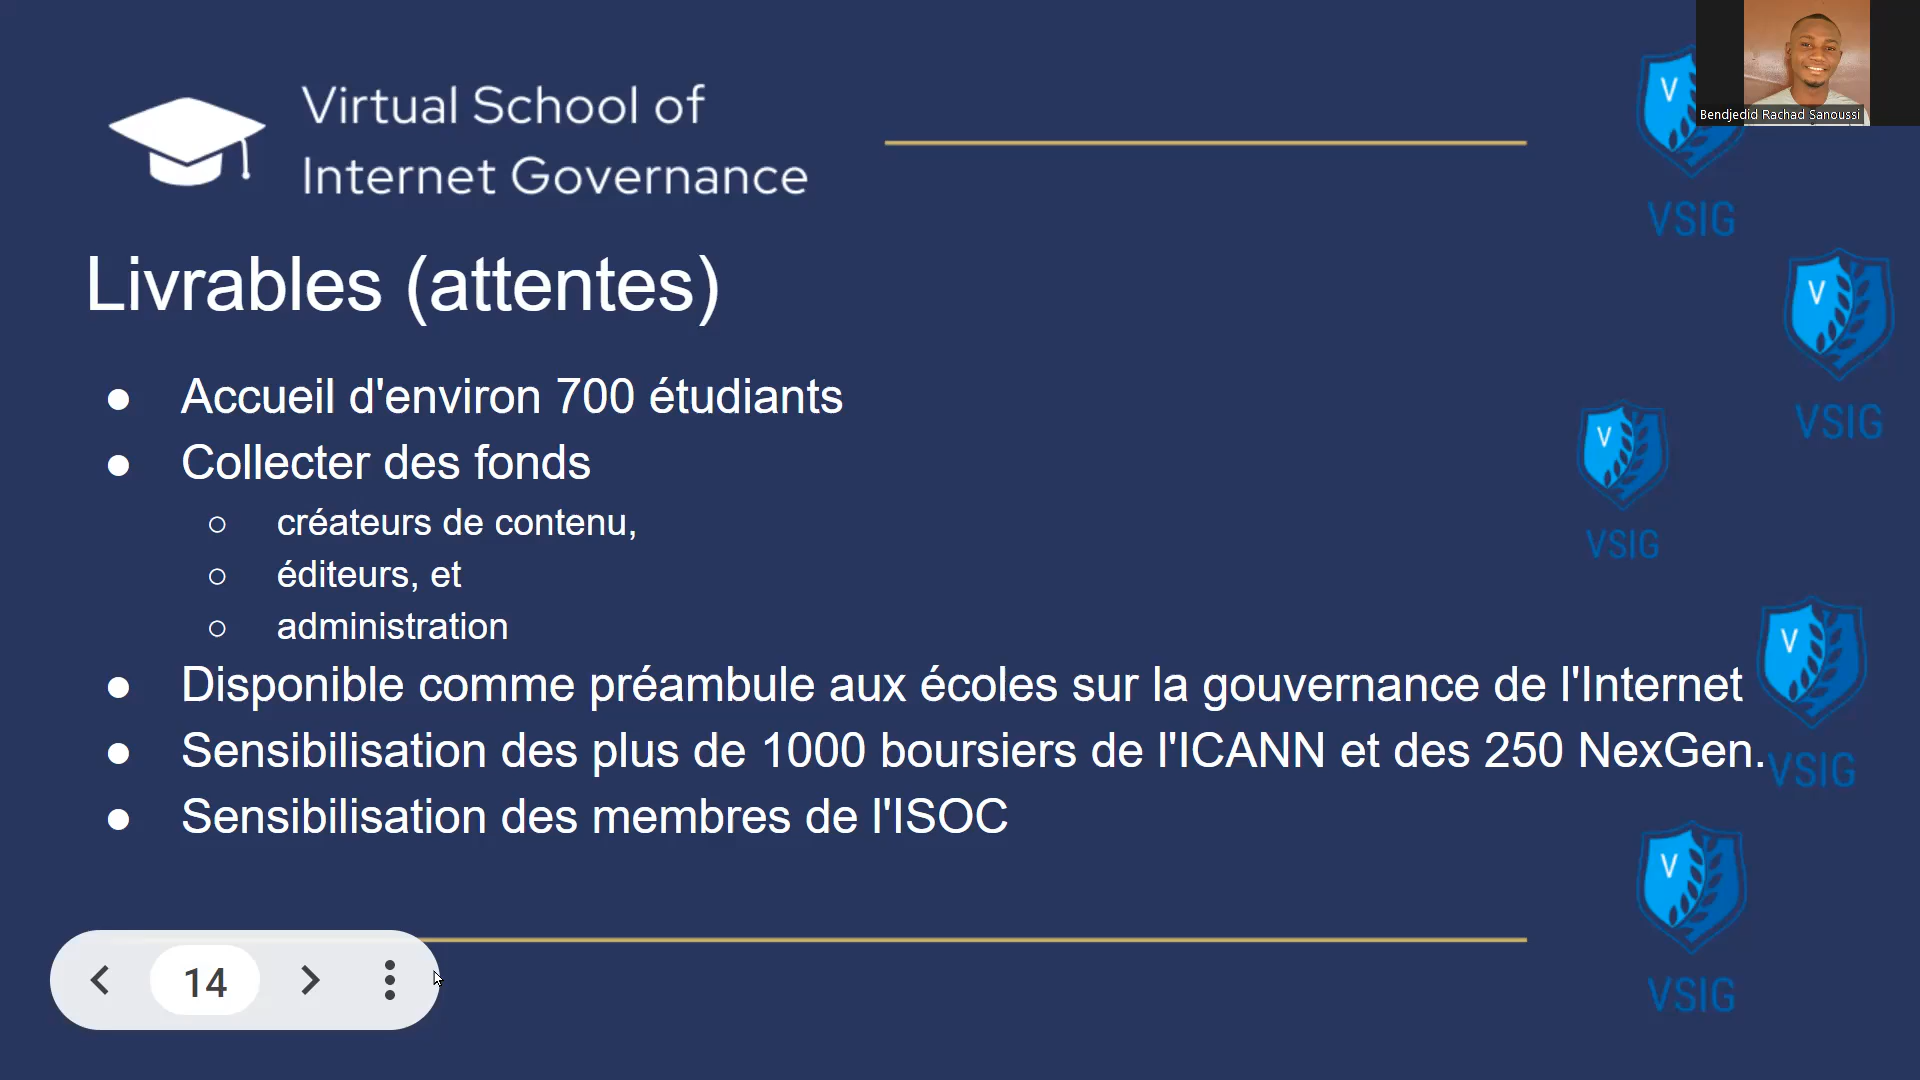 Virtual School of
Internet Governance
V
Bendjedid Rachad Sanoussi
VSIG
Livrables (attentes)
V
VSIG
● Accueil d'environ 700 étudiants
● Collecter des fonds
V
VSIG
○ créateurs de contenu,
○ éditeurs, et
○ administration
● Disponible comme préambule aux écoles sur la gouvernance de l'Internet
V
VSIG
● Sensibilisation des plus de 1000 boursiers de l'ICANN et des 250 NexGen.
● Sensibilisation des membres de l'ISOC
V
VSIG
14